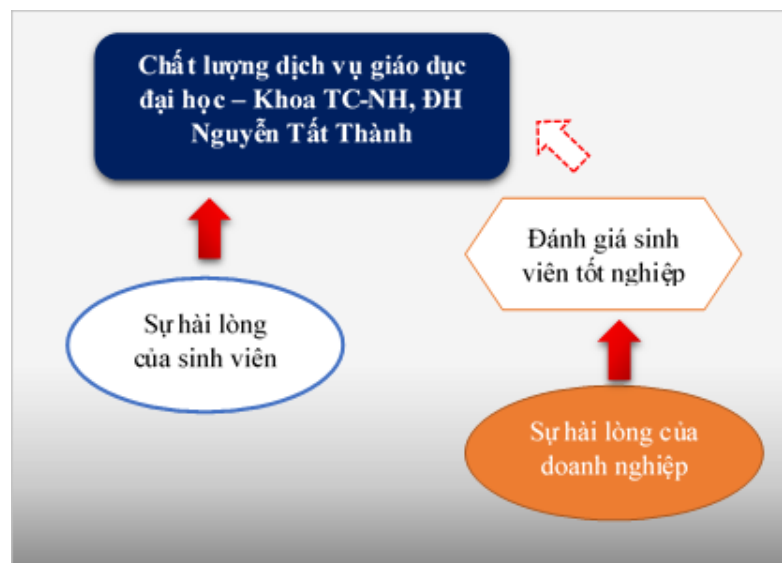 Chất lượng dịch vụ giáo dục
đại học – Khoa TC-NH, ĐH
Nguyễn Tất Thành
Đánh giá sinh
viên tốt nghiệp
Sự hài lòng
của sinh viên
Sự hài lòng của
doanh nghiệp